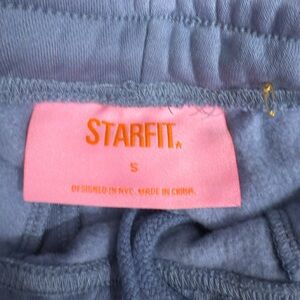 STARFIT.
S
DESIGNED IN NYC. MADE IN CHINA.